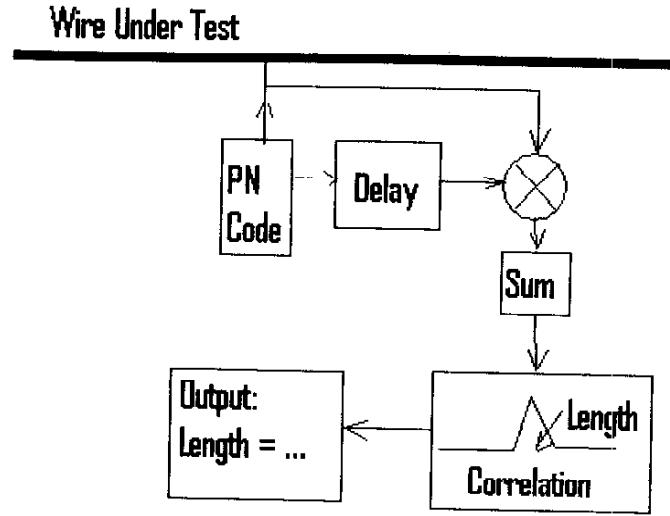 Wire Under Test
PN
Code
Delay
Sum
Output:
Length = ...
Length
Correlation